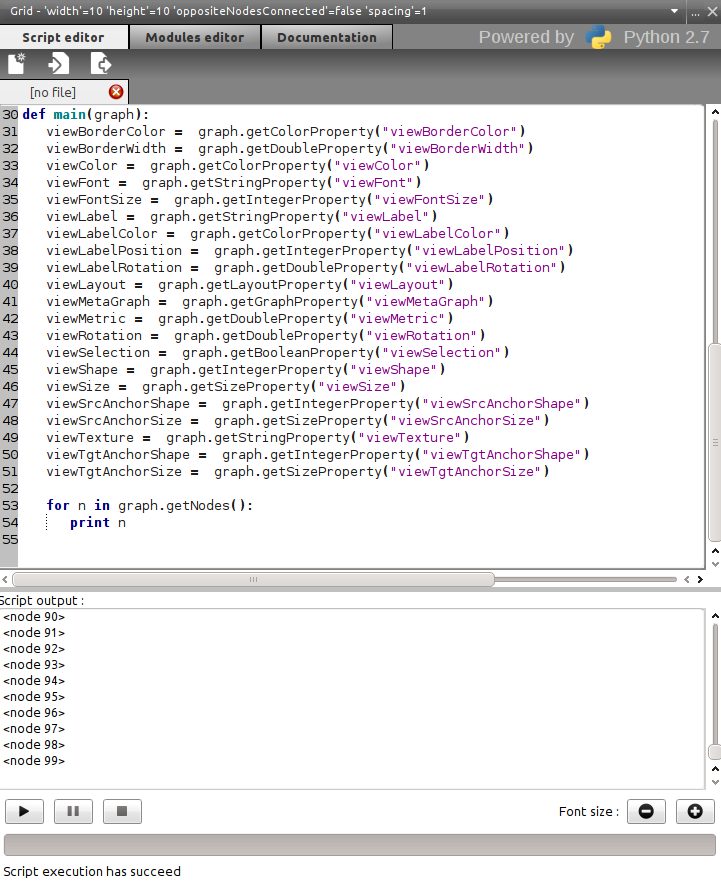 Grid - 'width'=10 'height'=10 'oppositeNodesConnected'=false 'spacing'=1
Script editor Modules editor Documentation Powered by Python 2.7
[no file]
30 def main(graph):
31 viewBorderColor = graph.getColorProperty("viewBorderColor")
32 viewBorderWidth = graph.getDoubleProperty("viewBorderWidth")
33 viewColor = graph.getColorProperty("viewColor")
34 viewFont = graph.getStringProperty("viewFont")
35 viewFontSize = graph.getIntegerProperty("viewFontSize")
36 viewLabel = graph.getStringProperty("viewLabel")
37 viewLabelColor = graph.getColorProperty("viewLabelColor")
38 viewLabelPosition = graph.getIntegerProperty("viewLabelPosition")
39 viewLabelRotation = graph.getDoubleProperty("viewLabelRotation")
40 viewLayout = graph.getLayoutProperty("viewLayout")
41 viewMetaGraph = graph.getGraphProperty("viewMetaGraph")
42 viewMetric = graph.getDoubleProperty("viewMetric")
43 viewRotation = graph.getDoubleProperty("viewRotation")
44 viewSelection = graph.getBooleanProperty("viewSelection")
45 viewShape = graph.getIntegerProperty("viewShape")
46 viewSize = graph.getSizeProperty("viewSize")
47 viewSrcAnchorShape = graph.getIntegerProperty("viewSrcAnchorShape")
48 viewSrcAnchorSize = graph.getSizeProperty("viewSrcAnchorSize")
49 viewTexture = graph.getStringProperty("viewTexture")
50 viewTgtAnchorShape = graph.getIntegerProperty("viewTgtAnchorShape")
51 viewTgtAnchorSize = graph.getSizeProperty("viewTgtAnchorSize")
52
53 for n in graph.getNodes():
54 print n
55
Script output :
<node 90>
<node 91>
<node 92>
<node 93>
<node 94>
<node 95>
<node 96>
<node 97>
<node 98>
<node 99>
Font size :
Script execution has succeed